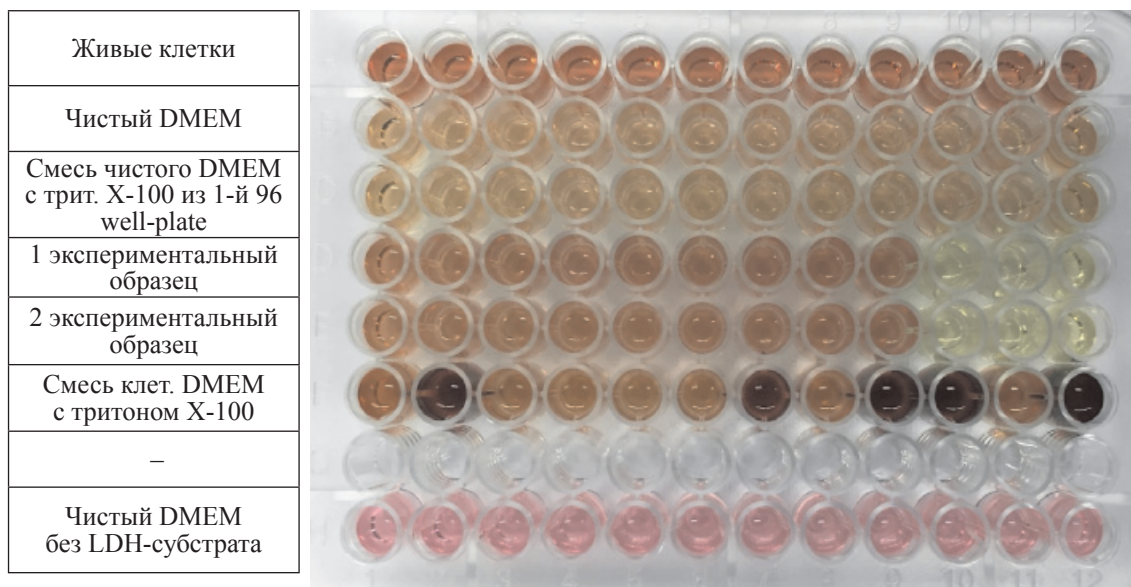 Живые клетки
Чистый DMEM
Смесь чистого DMEM
с трит. X-100 из 1-й 96
well-plate
1 экспериментальный
образец
2 экспериментальный
образец
Смесь клет. DMEM
с тритоном X-100
–
Чистый DMEM
без LDH-субстрата